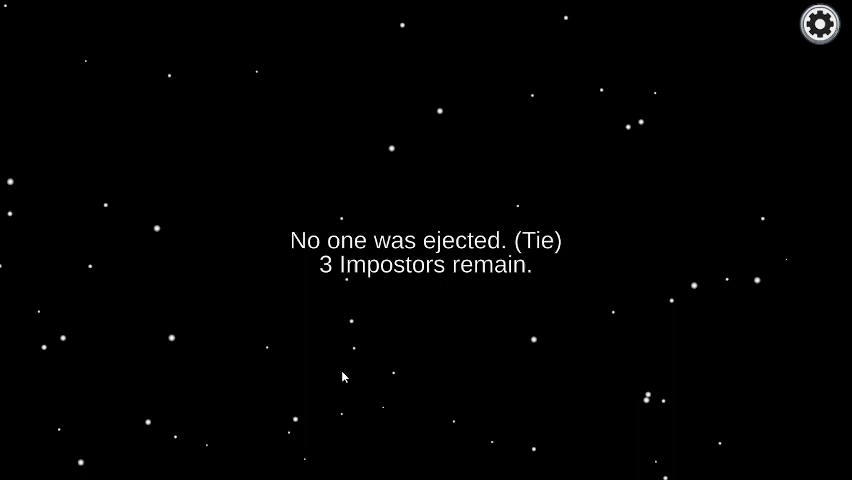 No one was ejected. (Tie)
3 Impostors remain.